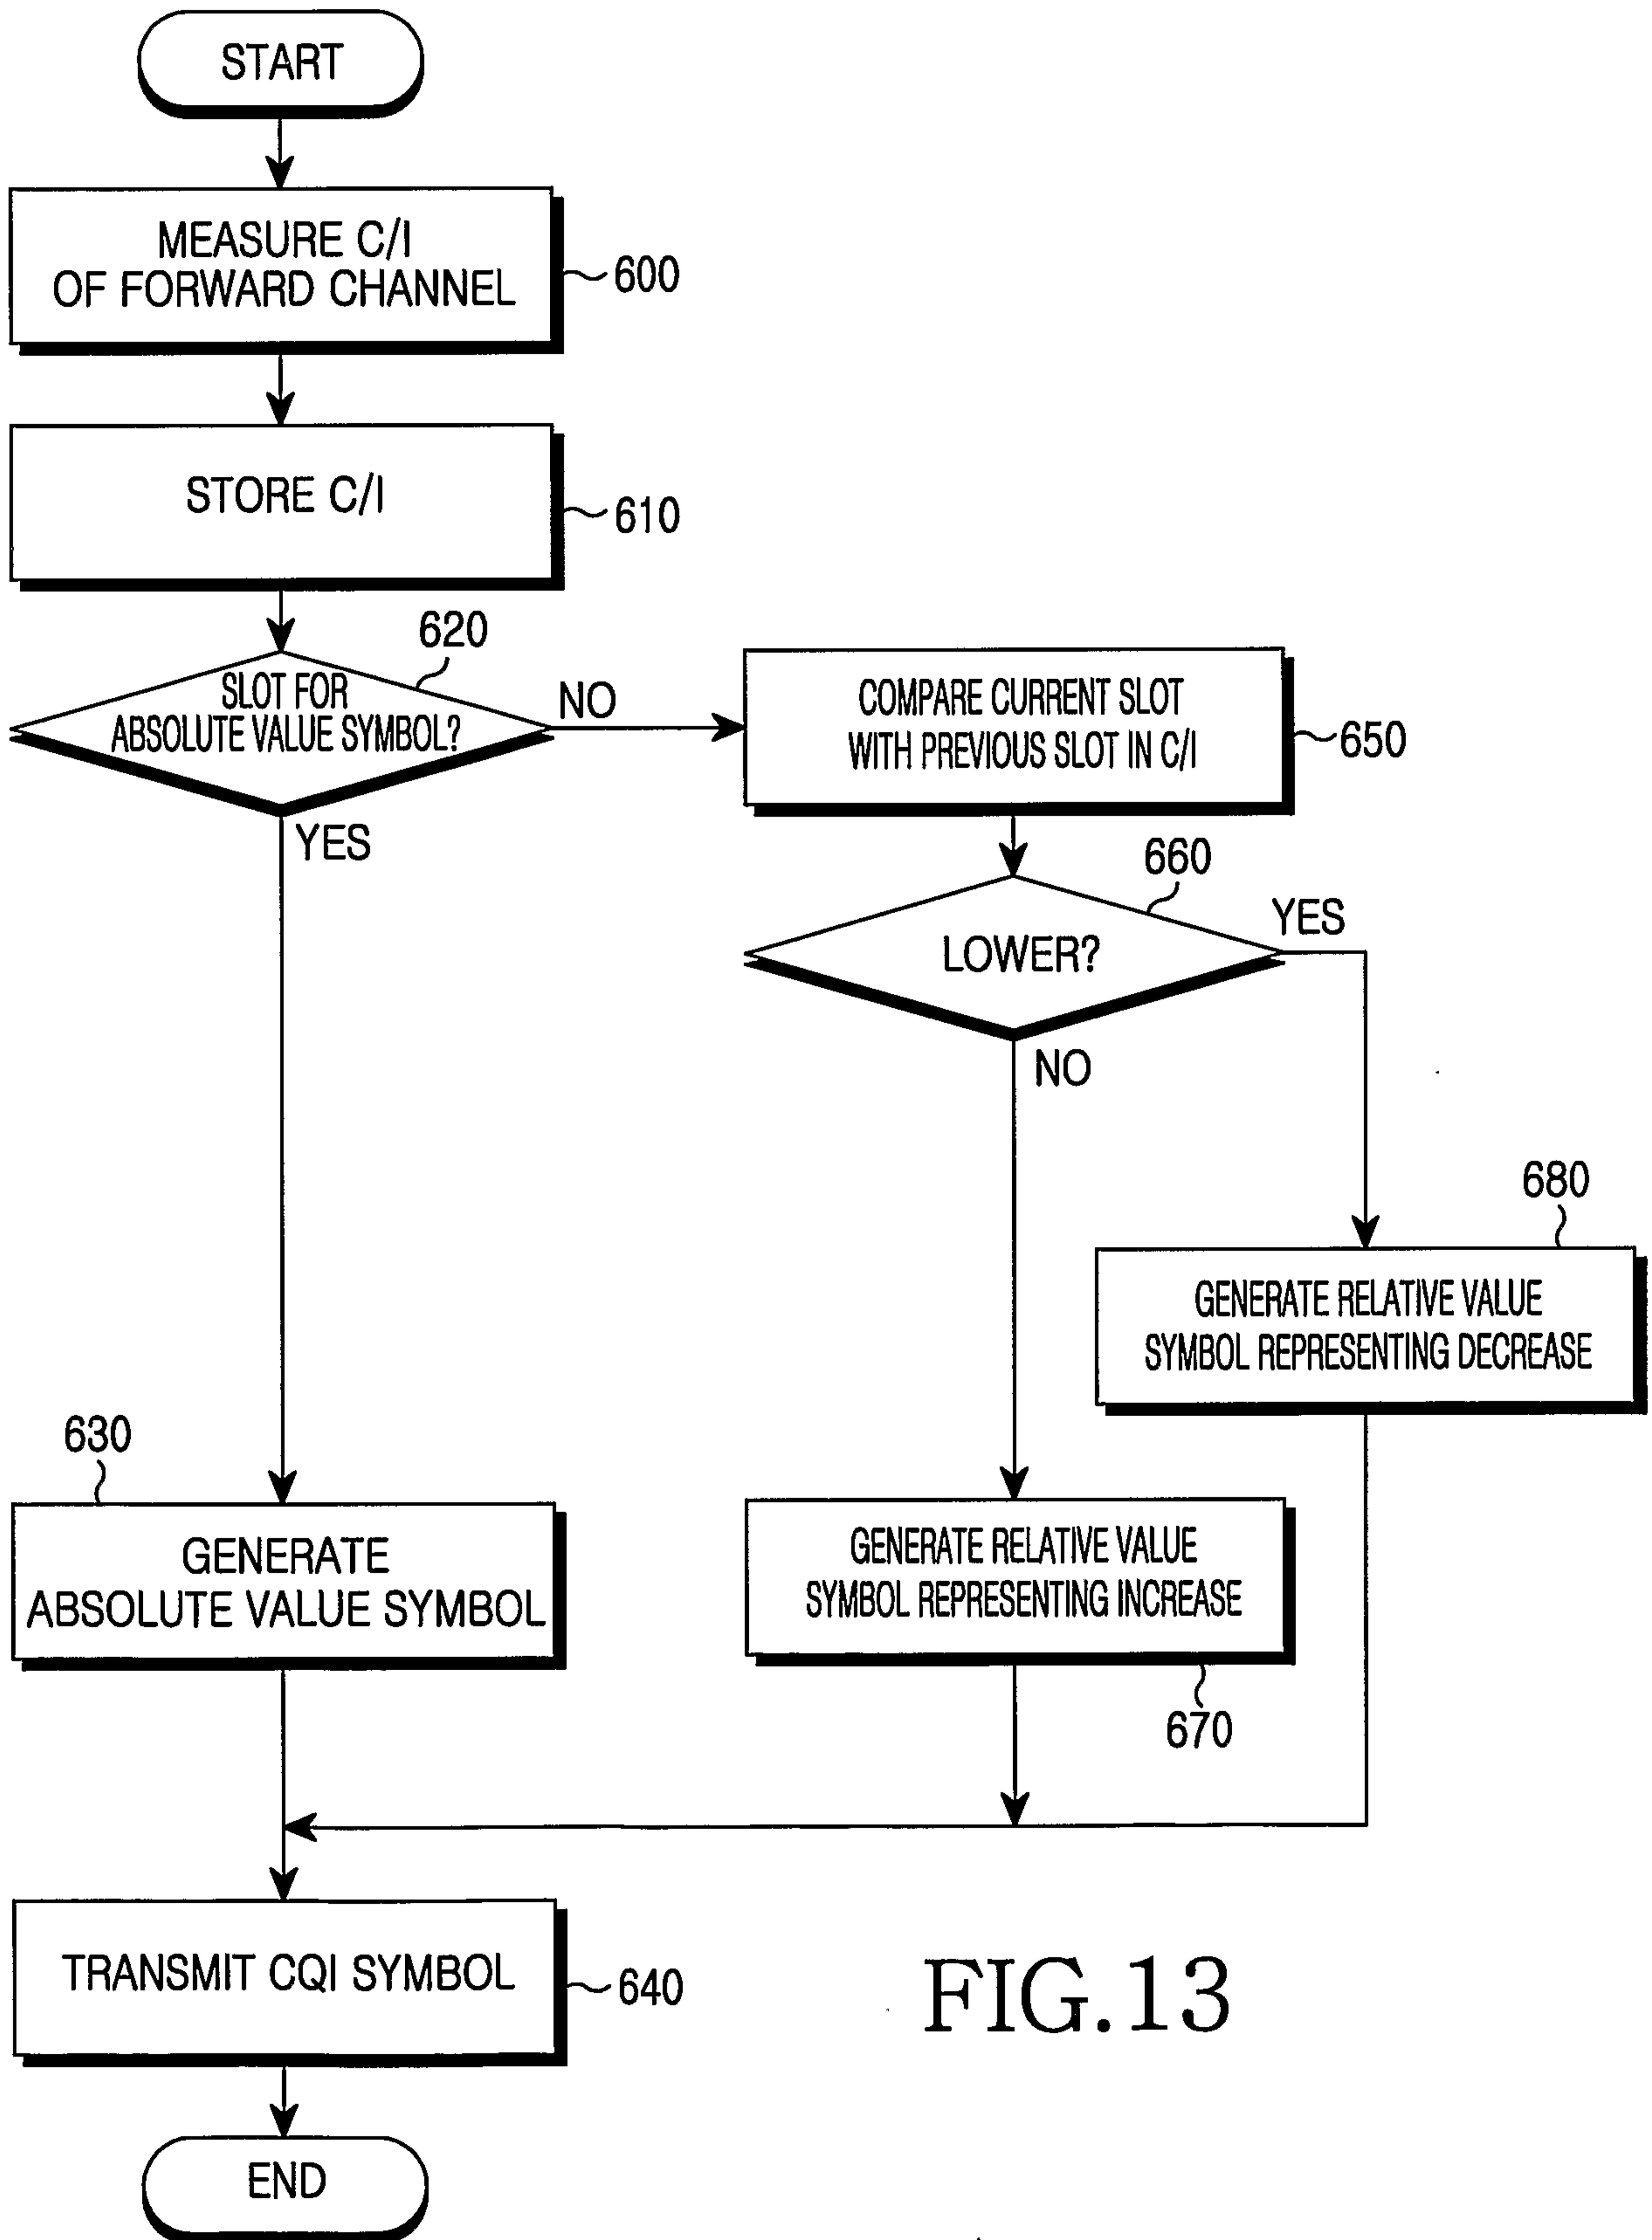 START
MEASURE C/I
OF FORWARD CHANNEL
600
STORE C/I
610
620
SLOT FOR
ABSOLUTE VALUE SYMBOL?
NO
YES
COMPARE CURRENT SLOT
WITH PREVIOUS SLOT IN C/I
650
660
LOWER?
YES
NO
680
GENERATE RELATIVE VALUE
SYMBOL REPRESENTING DECREASE
630
GENERATE
ABSOLUTE VALUE SYMBOL
GENERATE RELATIVE VALUE
SYMBOL REPRESENTING INCREASE
670
TRANSMIT CQI SYMBOL
640
FIG.13
END